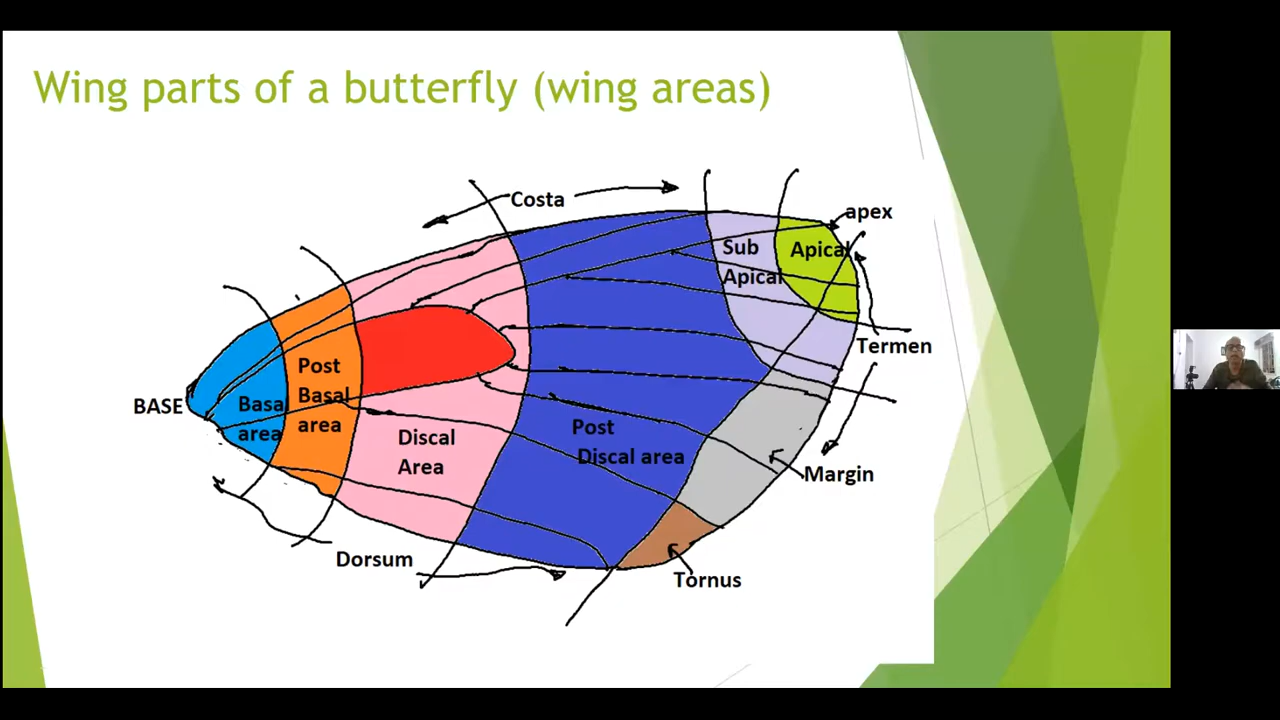 Wing parts of a butterfly (wing areas)
Costa
apex
Sub
Apical
Apical
Termen
BASE
Basal
area
Post
Basal
area
Discal
Area
Post
Discal area
Margin
Dorsum
Tornus